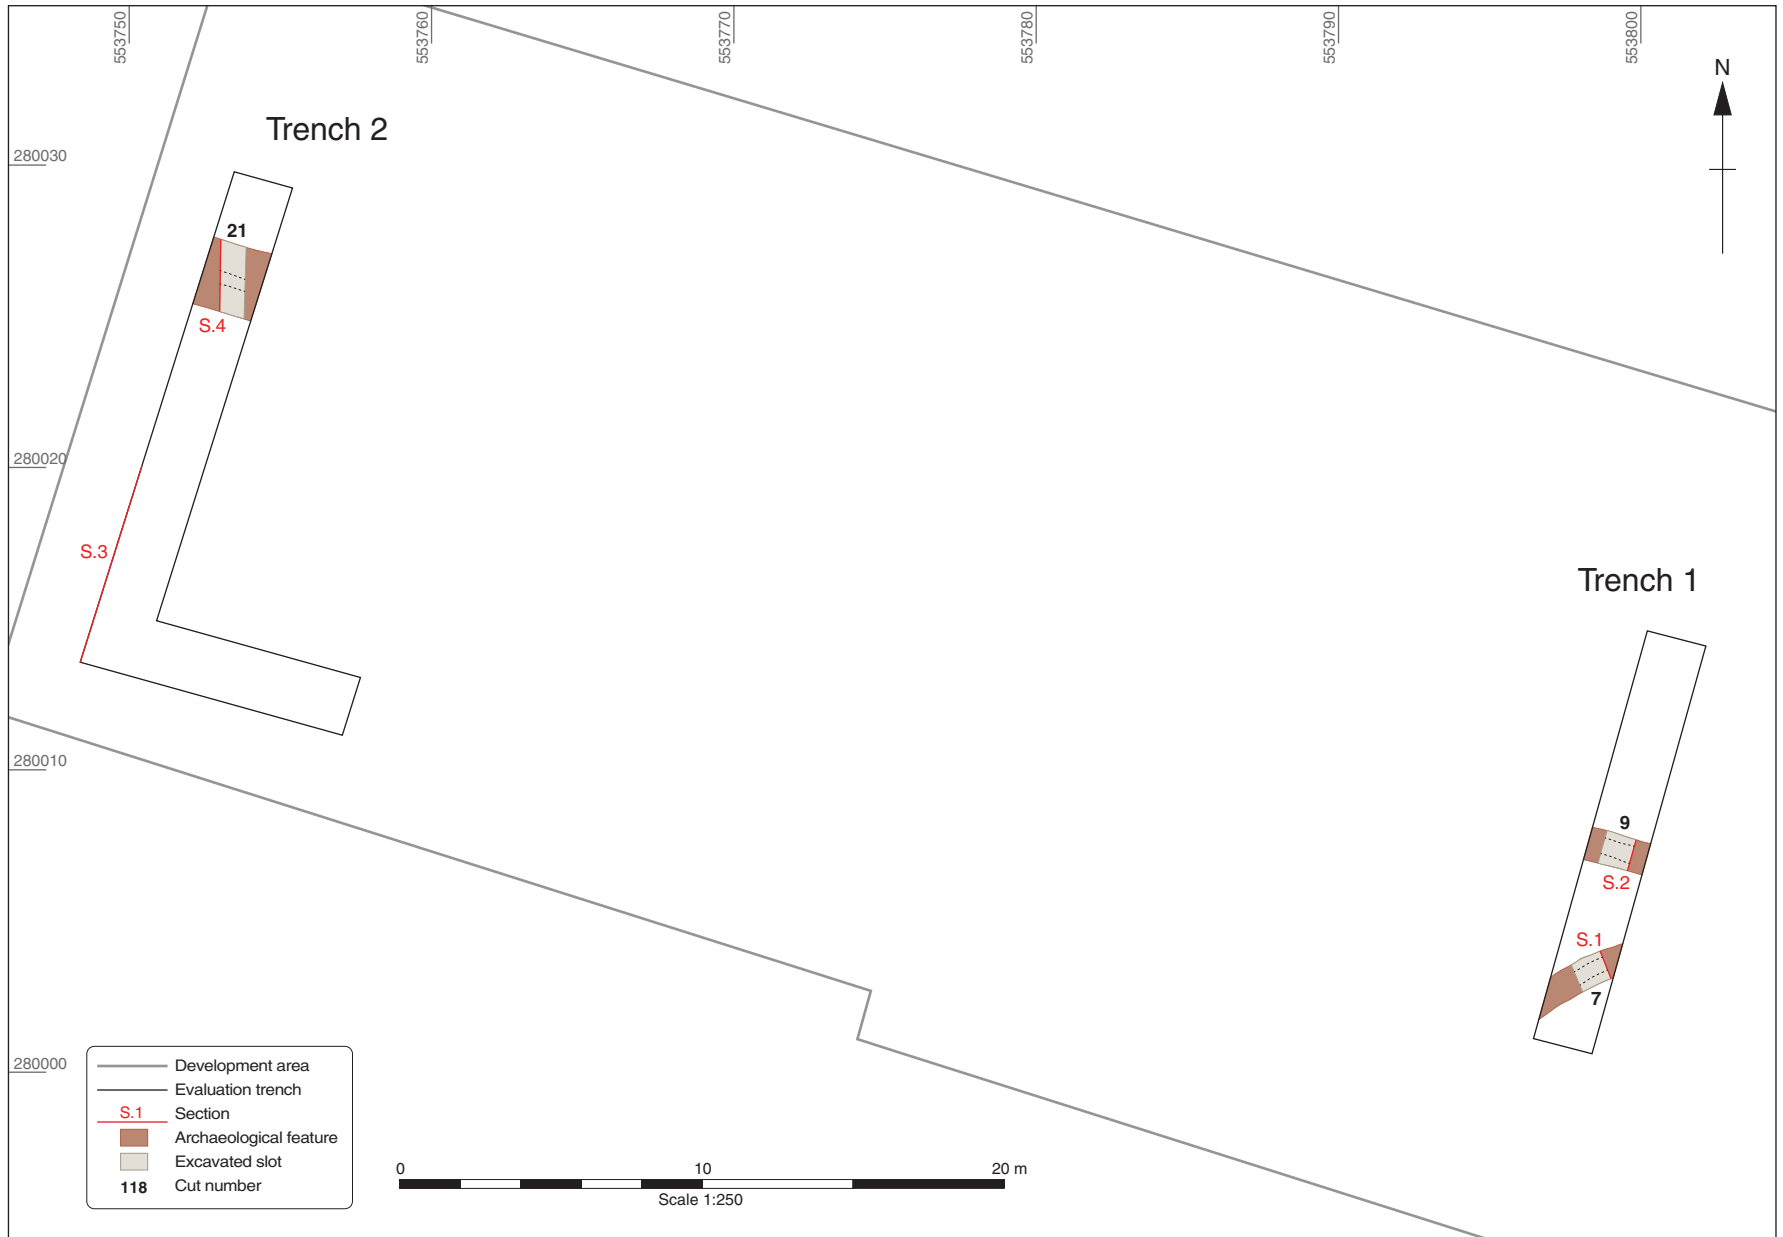 553750
553760
553770
553780
553790
553800
N
Trench 2
280030
21
S.4
280020
S.3
Trench 1
280010
9
S.2
S.1
7
280000
Development area
Evaluation trench
S.1 Section
Archaeological feature
Excavated slot
118 Cut number
0 10 20 m
Scale 1:250